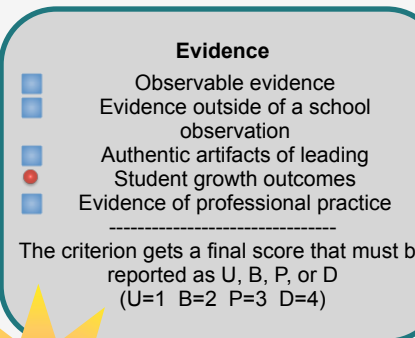 Evidence
Observable evidence
Evidence outside of a school
observation
Authentic artifacts of leading
Student growth outcomes
Evidence of professional practice
--------------------------------
The criterion gets a final score that must be
reported as U, B, P, or D
(U=1 B=2 P=3 D=4)